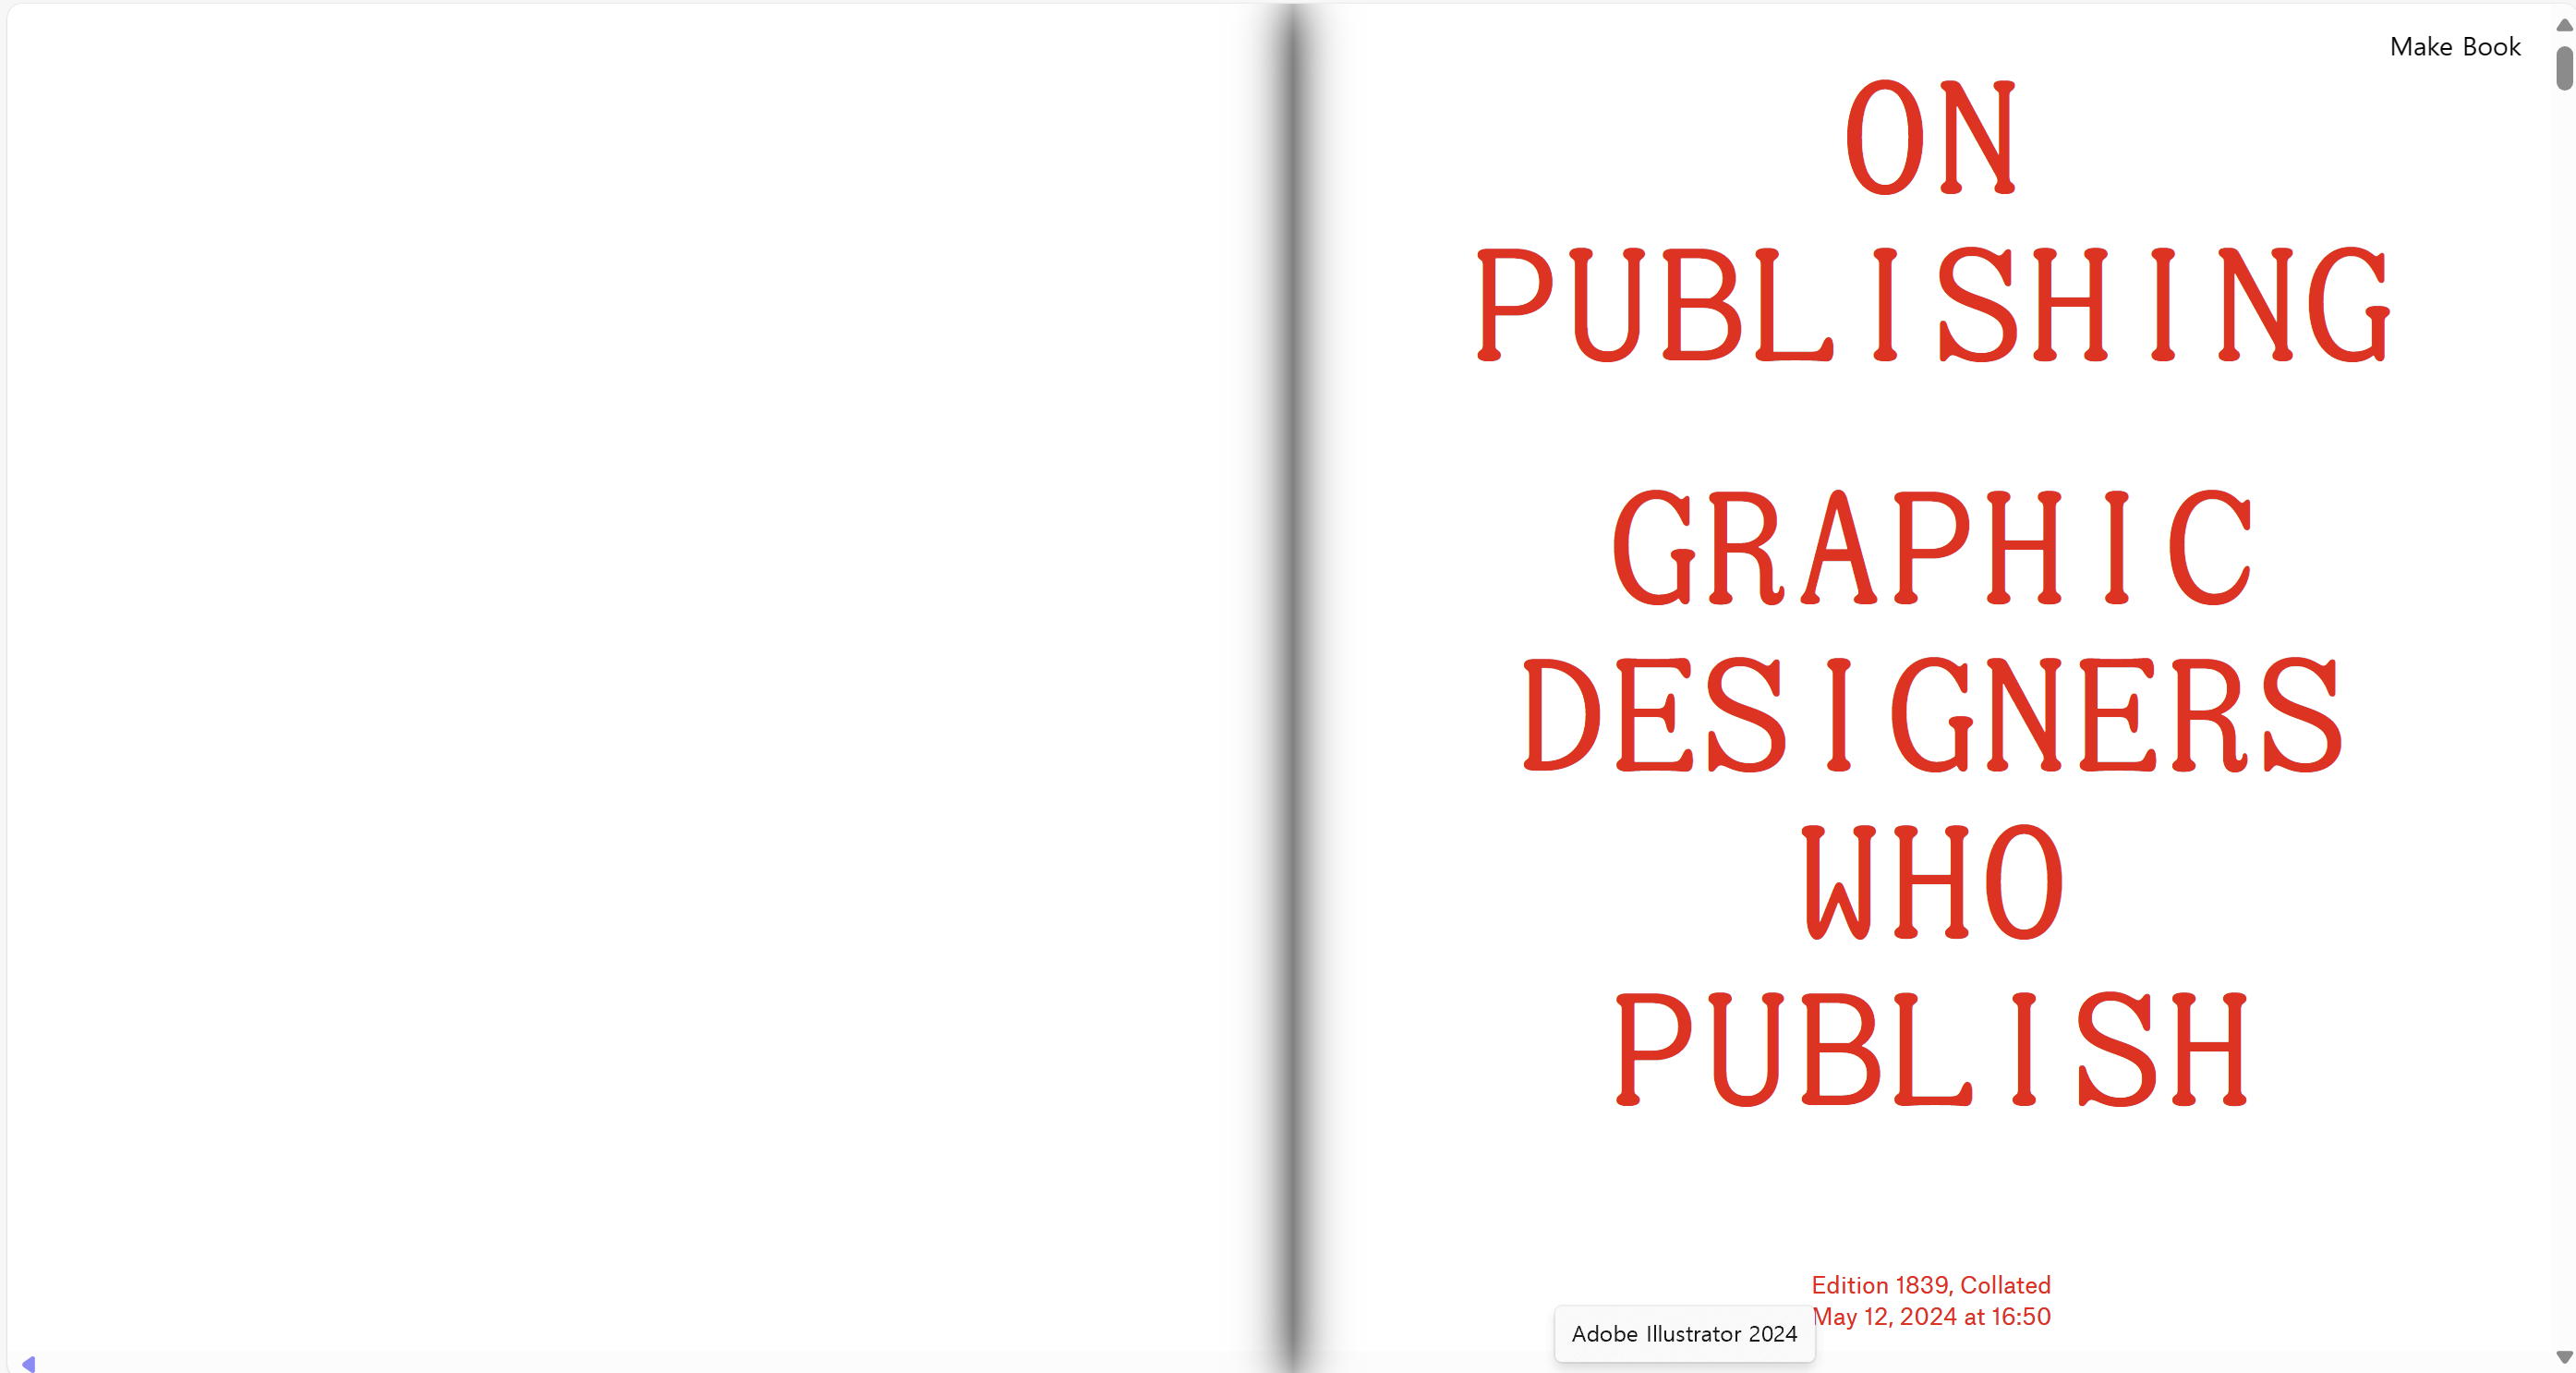 Make Book
ON
PUBLISHING
GRAPHIC
DESIGNERS
WHO
PUBLISH
Edition 1839, Collated
May 12, 2024 at 16:50
Adobe Illustrator 2024